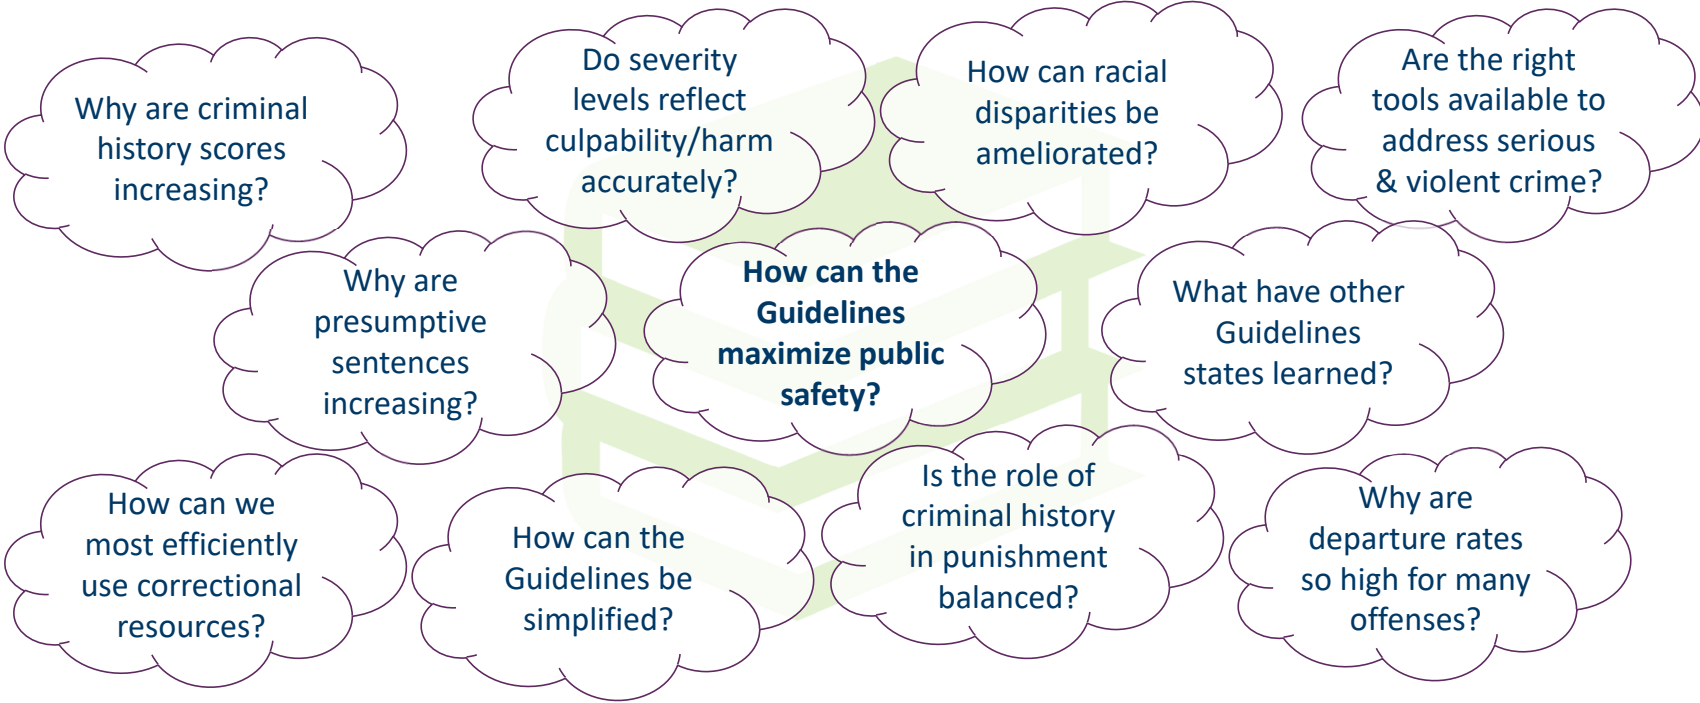 Why are criminal
history scores
increasing?
Do severity
levels reflect
culpability/harm
accurately?
How can racial
disparities be
ameliorated?
Are the right
tools available to
address serious
& violent crime?
Why are
presumptive
sentences
increasing?
How can the
Guidelines
maximize public
safety?
What have other
Guidelines
states learned?
How can we
most efficiently
use correctional
resources?
How can the
Guidelines be
simplified?
Is the role of
criminal history
in punishment
balanced?
Why are
departure rates
so high for many
offenses?